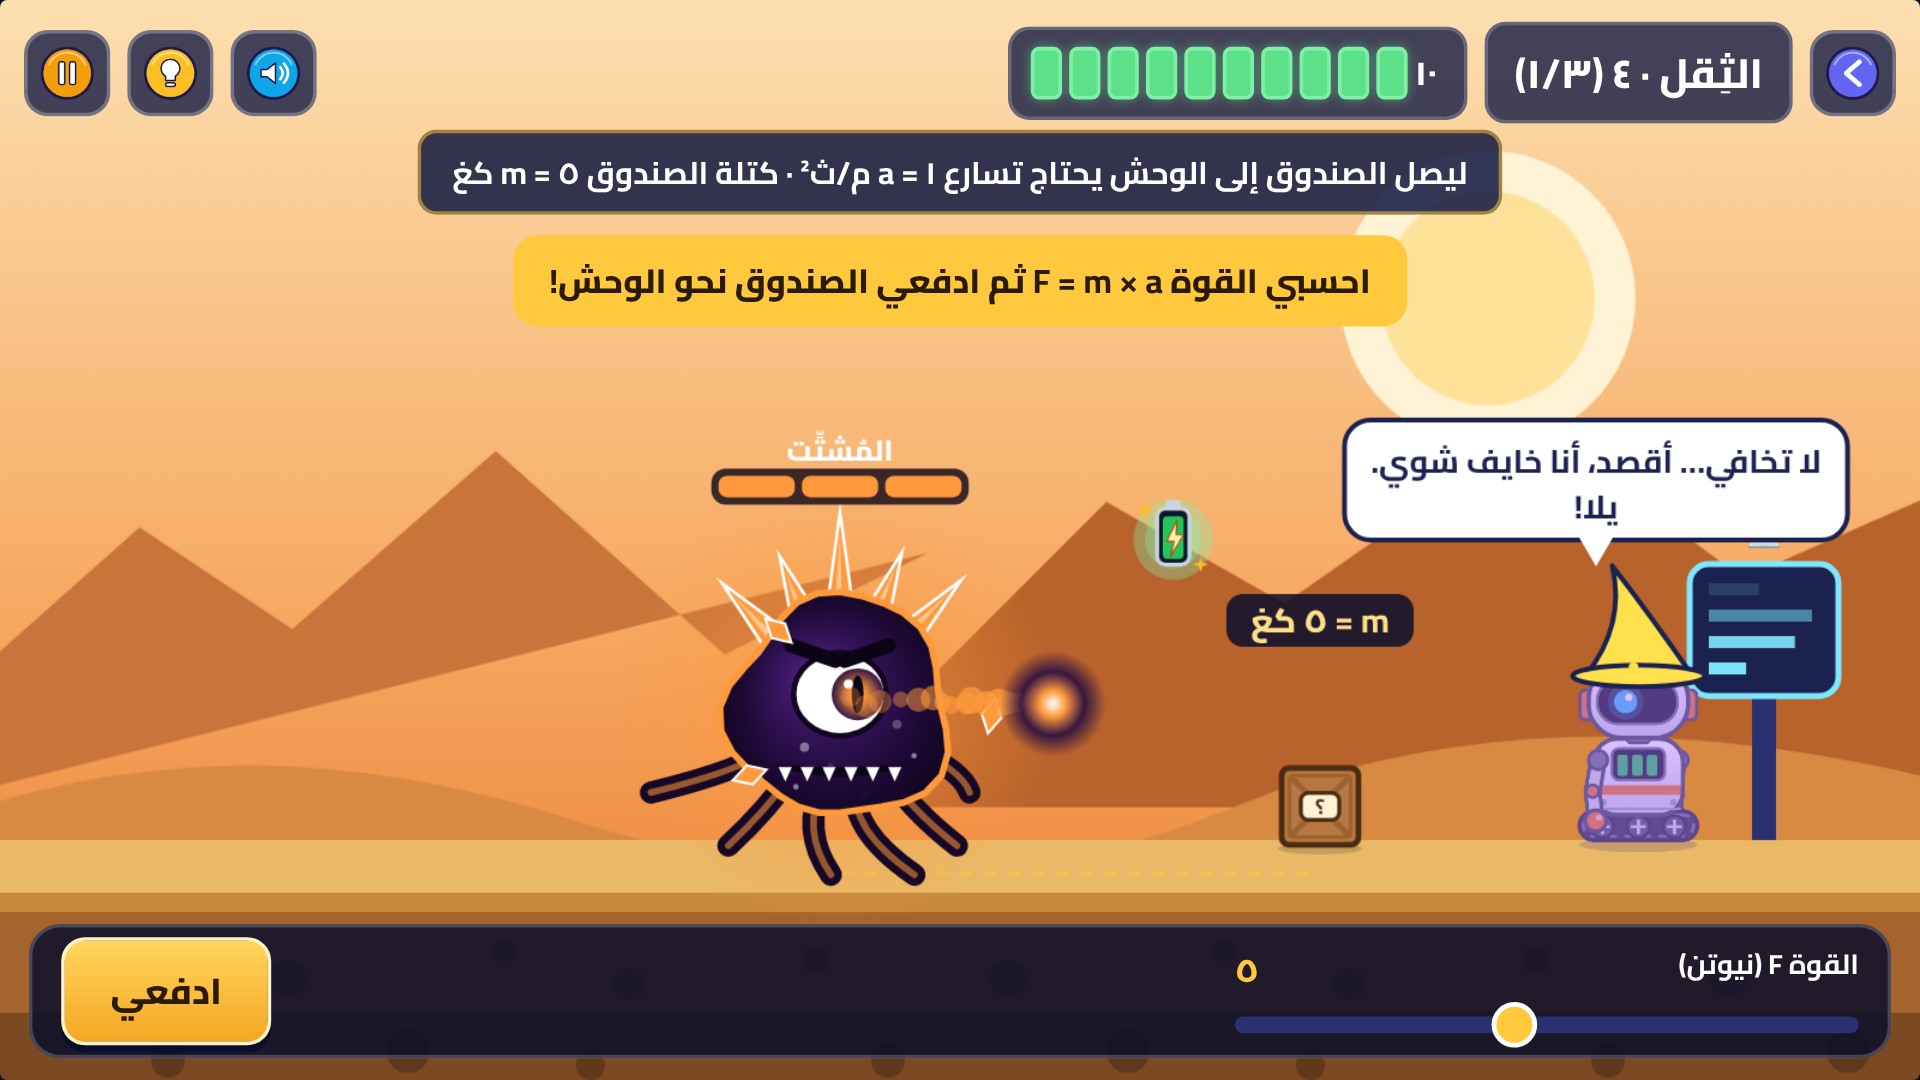 الثِقل · ٤ (١/٣)
١٠
ليصل الصندوق إلى الوحش يحتاج تسارع a = ١ م/ث² · كتلة الصندوق m = ٥ كغ
احسبي القوة F = m × a ثم ادفعي الصندوق نحو الوحش!
المُشتِّت
لا تخافي... أقصد، أنا خايف شوي.
يلا!
m = ٥ كغ
؟
القوة F (نيوتن)
٥
ادفعي